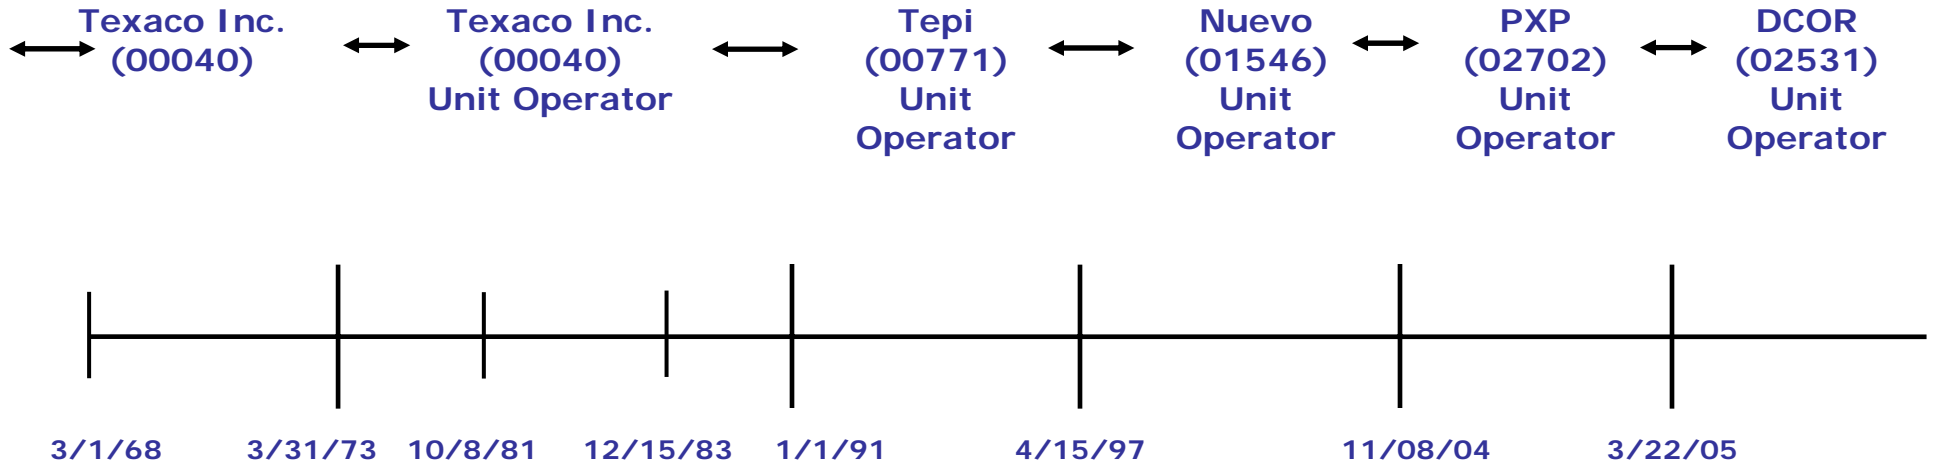 Texaco Inc.
(00040)
Texaco Inc.
(00040)
Unit Operator
Tepi
(00771)
Unit
Operator
Nuevo
(01546)
Unit
Operator
PXP
(02702)
Unit
Operator
DCOR
(02531)
Unit
Operator
3/1/68
3/31/73
10/8/81
12/15/83
1/1/91
4/15/97
11/08/04
3/22/05